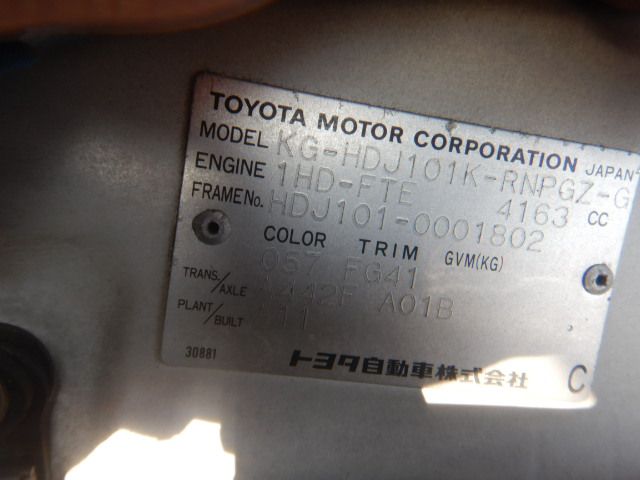 TOYOTA MOTOR CORPORATION JAPAN
MODEL KG-HDJ101K-RNPGZ-G
ENGINE 1HD-FTE 4163 CC
FRAME No. HDJ101-0001802
COLOR TRIM GVM(KG)
057 FG41
TRANS./AXLE A442F A01B
PLANT/BUILT
30881
トヨタ自動車株式会社 C